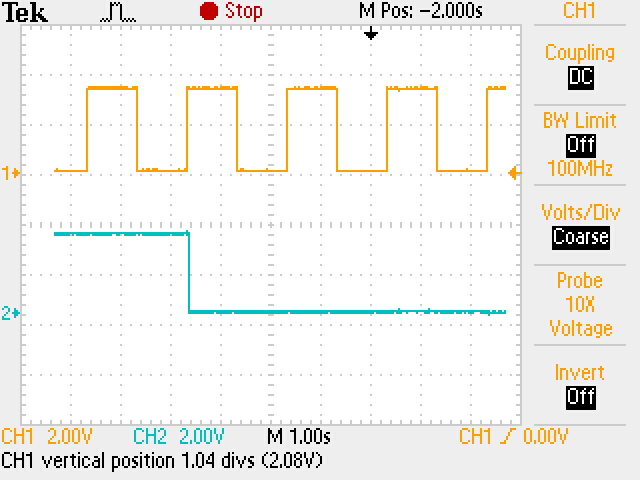 Tek Stop M Pos: -2.000s CH1
Coupling
DC
BW Limit
Off
100MHz
1
Volts/Div
Coarse
Probe
10X
Voltage
2
Invert
Off
CH1 2.00V CH2 2.00V M 1.00s CH1 0.00V
CH1 vertical position 1.04 divs (2.08V)